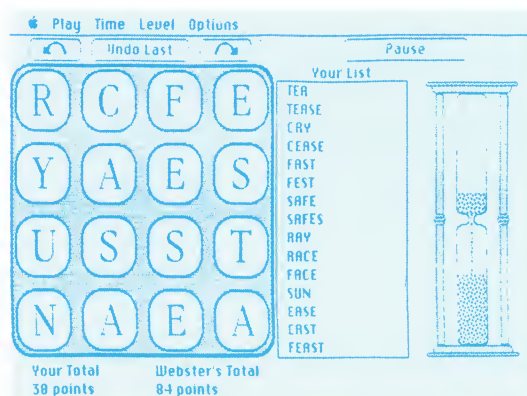 Play Time Level Options
Undo Last
Pause
R C F E
Y A E S
U S S T
N A E A
Your List
TEA
TEASE
CRY
CEASE
FAST
FEST
SAFE
SAFES
RAY
RACE
FACE
SUN
EASE
CAST
FEAST
Your Total
38 points
Webster's Total
84 points